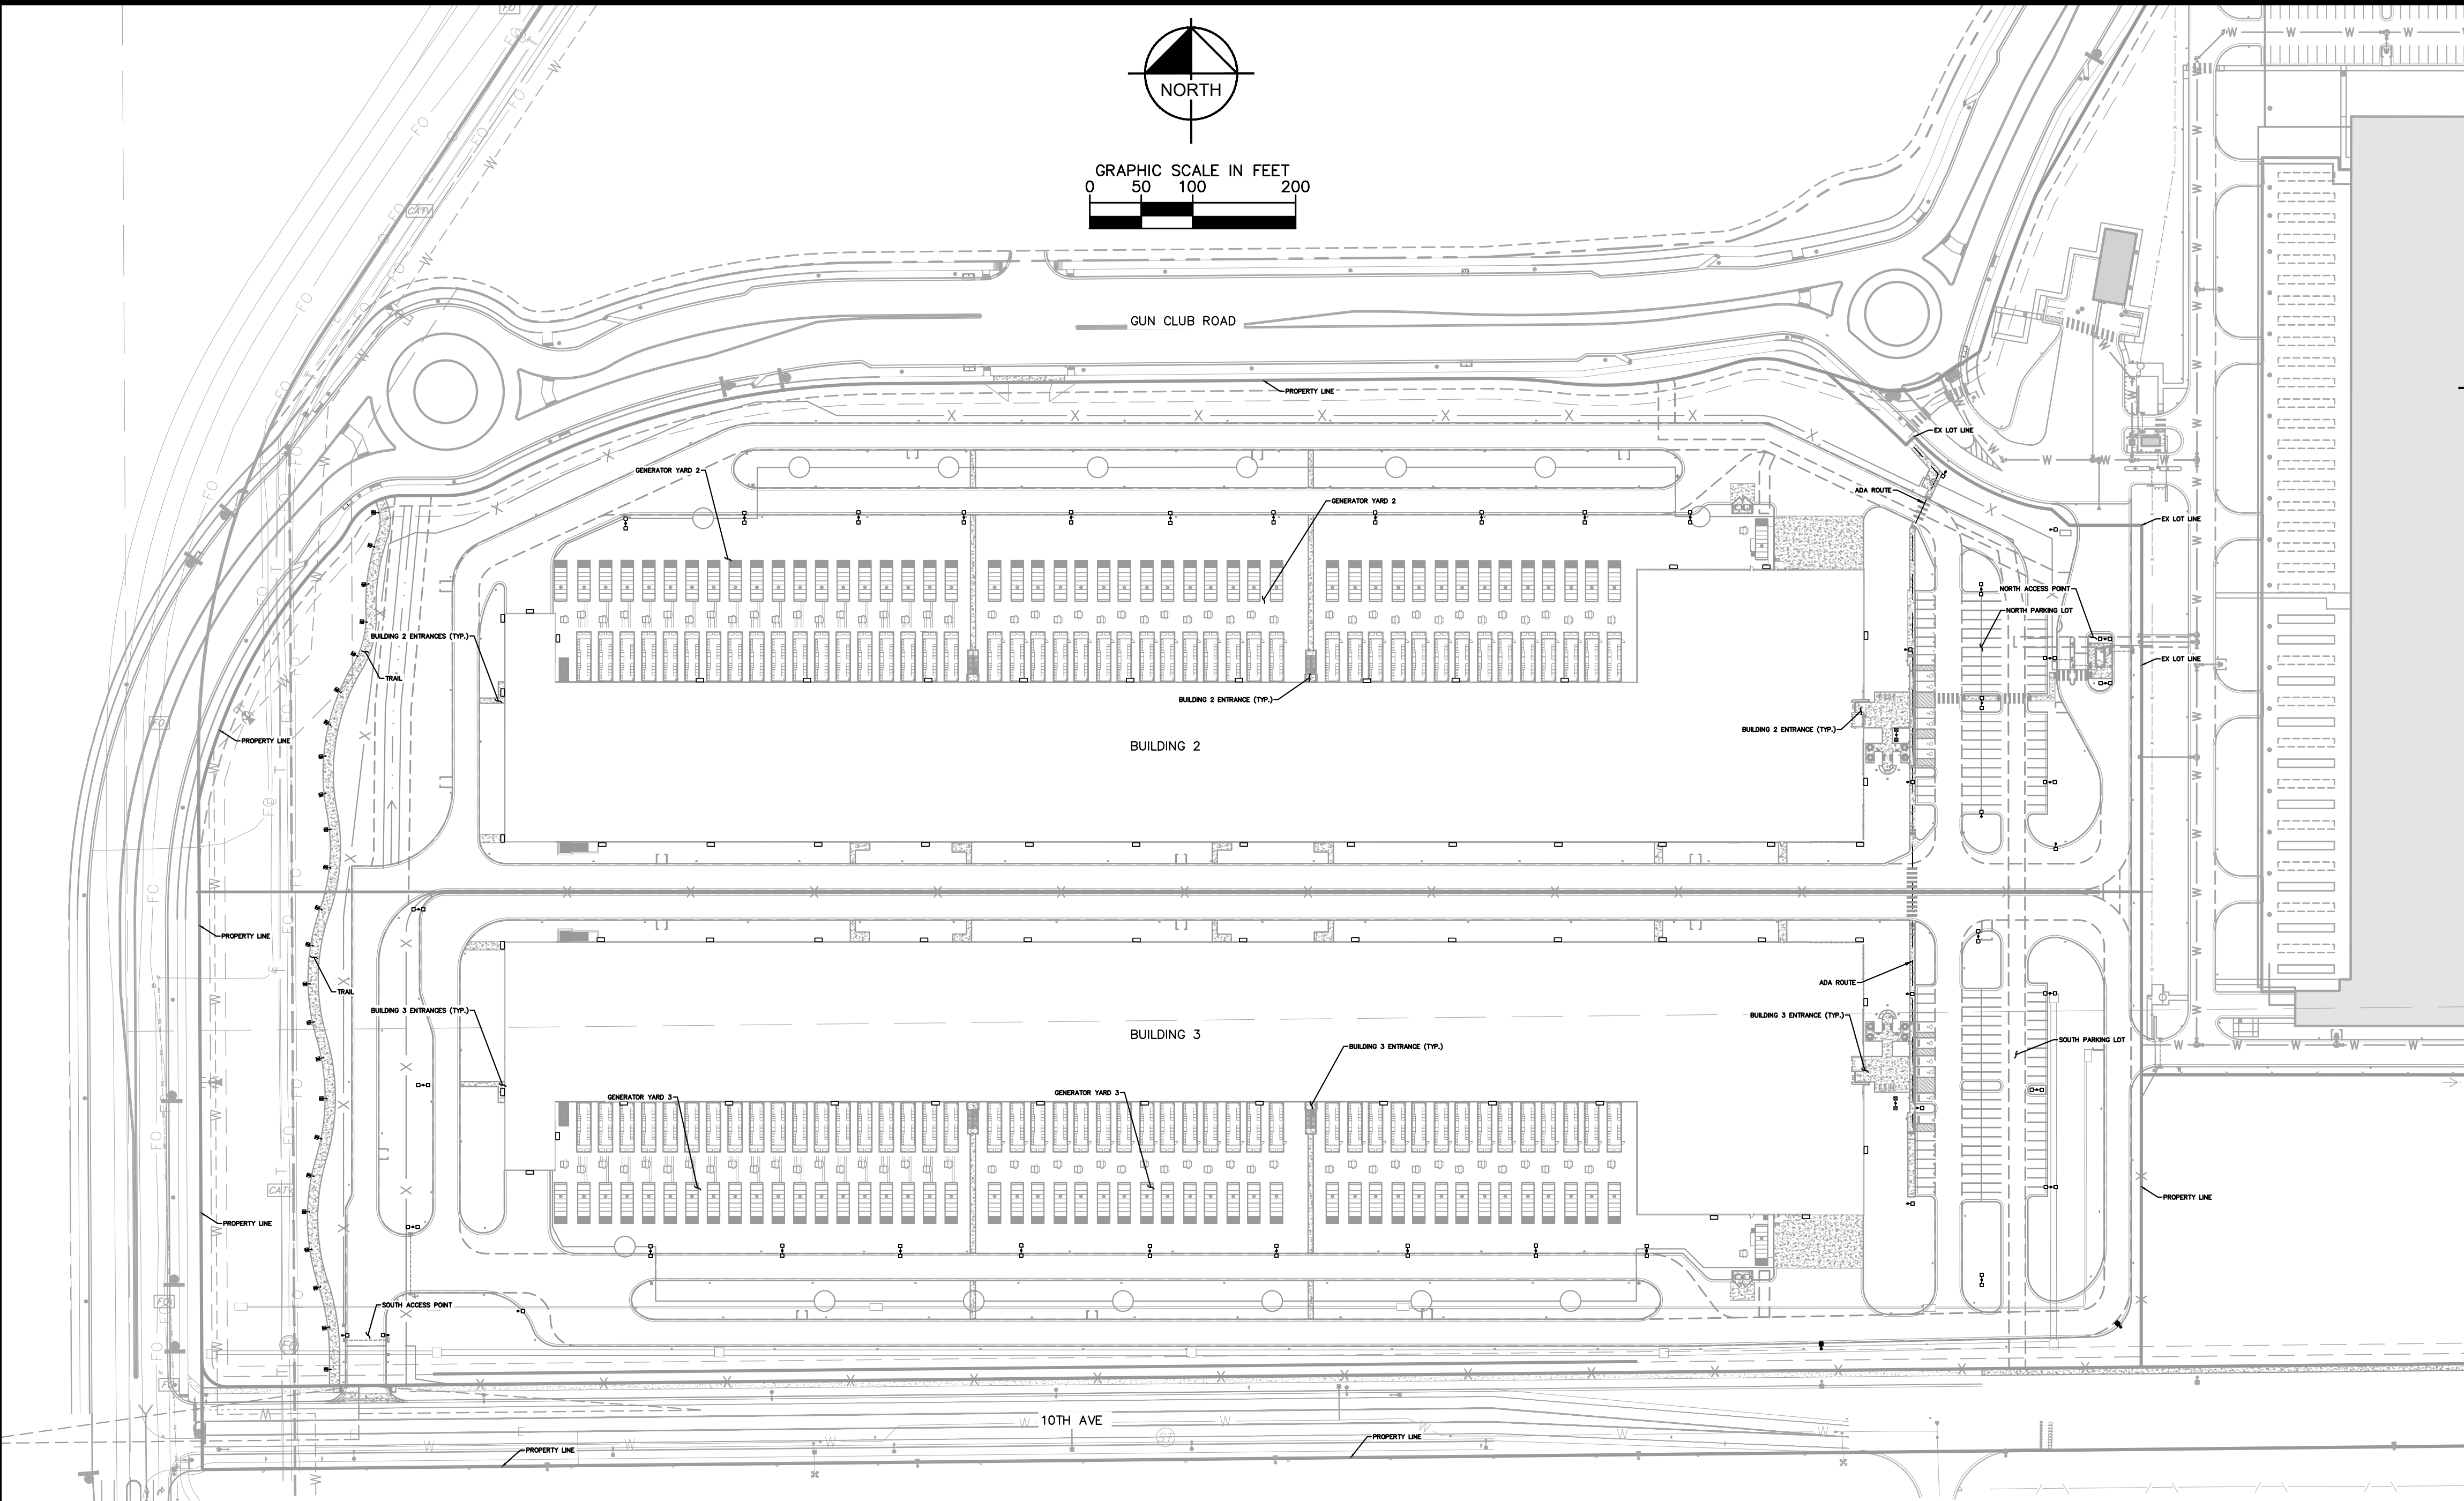 NORTH
GRAPHIC SCALE IN FEET
0 50 100 200
GUN CLUB ROAD
PROPERTY LINE
EX LOT LINE
GENERATOR YARD 2
ADA ROUTE
GENERATOR YARD 2
EX LOT LINE
NORTH ACCESS POINT
NORTH PARKING LOT
BUILDING 2 ENTRANCES (TYP.)
EX LOT LINE
TRAIL
BUILDING 2 ENTRANCE (TYP.)
BUILDING 2 ENTRANCE (TYP.)
PROPERTY LINE
BUILDING 2
PROPERTY LINE
ADA ROUTE
TRAIL
BUILDING 3 ENTRANCES (TYP.)
BUILDING 3 ENTRANCE (TYP.)
BUILDING 3
SOUTH PARKING LOT
BUILDING 3 ENTRANCE (TYP.)
GENERATOR YARD 3
GENERATOR YARD 3
PROPERTY LINE
PROPERTY LINE
SOUTH ACCESS POINT
10TH AVE
PROPERTY LINE
PROPERTY LINE
CATV
CATV
FO
FO
FO
W
W
W
X
X
X